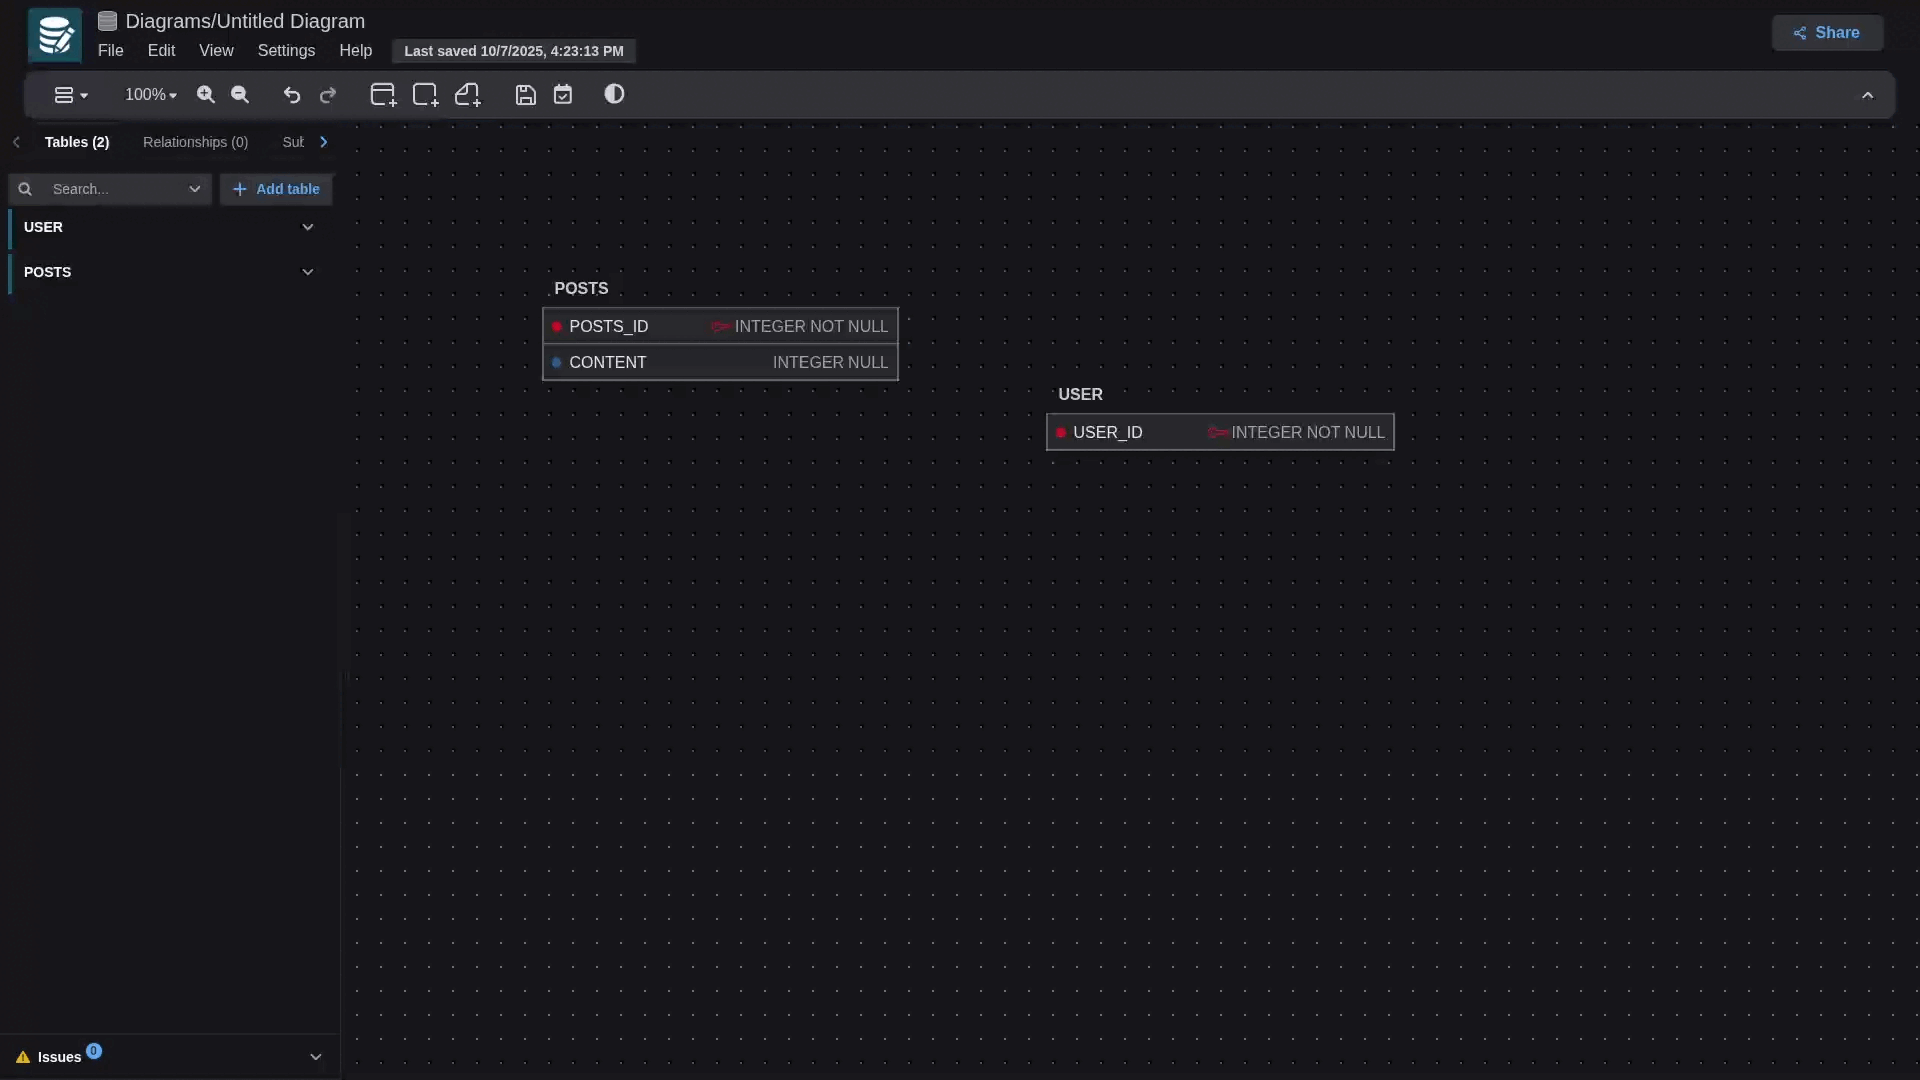 Diagrams/Untitled Diagram
File Edit View Settings Help Last saved 10/7/2025, 4:23:13 PM
Share
100%
Tables (2) Relationships (0) Sub
Search... Add table
USER
POSTS
POSTS
POSTS_ID INTEGER NOT NULL
CONTENT INTEGER NULL
USER
USER_ID INTEGER NOT NULL
Issues 0